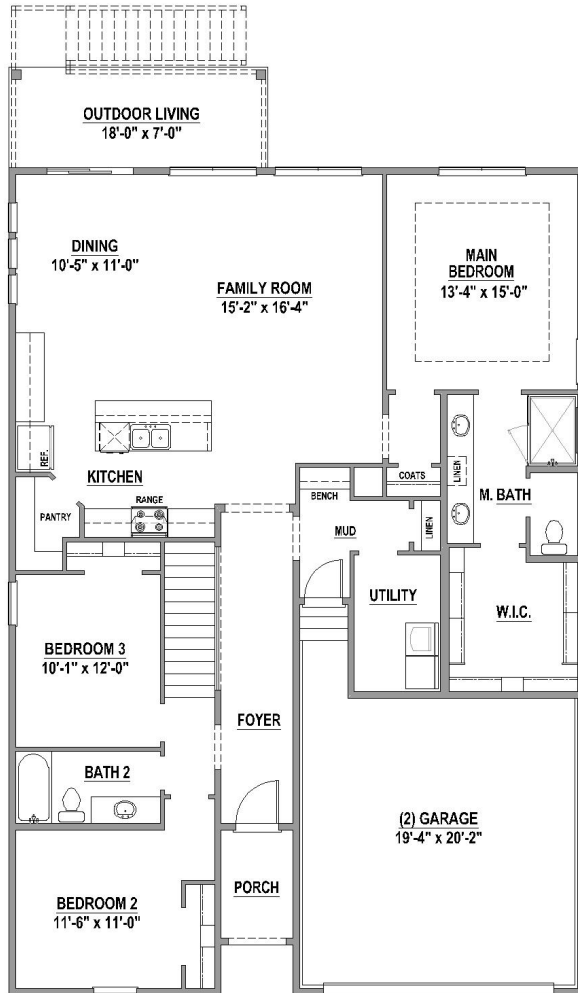 OUTDOOR LIVING
18'-0" x 7'-0"
DINING
10'-5" x 11'-0"
FAMILY ROOM
15'-2" x 16'-4"
MAIN
BEDROOM
13'-4" x 15'-0"
REF.
KITCHEN
RANGE
PANTRY
COATS
BENCH
MUD
LINEN
LINEN
M. BATH
UTILITY
W.I.C.
BEDROOM 3
10'-1" x 12'-0"
FOYER
BATH 2
(2) GARAGE
19'-4" x 20'-2"
PORCH
BEDROOM 2
11'-6" x 11'-0"